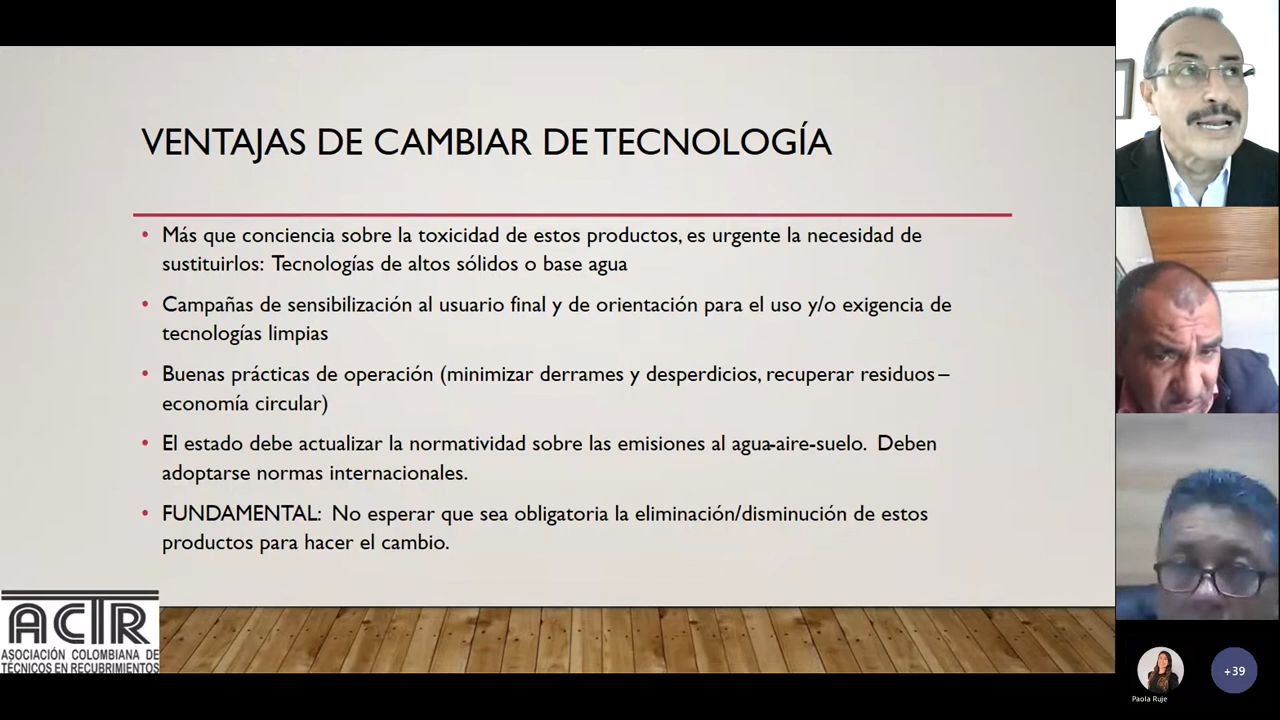 VENTAJAS DE CAMBIAR DE TECNOLOGÍA
• Más que conciencia sobre la toxicidad de estos productos, es urgente la necesidad de
sustituirlos: Tecnologías de altos sólidos o base agua
• Campañas de sensibilización al usuario final y de orientación para el uso y/o exigencia de
tecnologías limpias
• Buenas prácticas de operación (minimizar derrames y desperdicios, recuperar residuos –
economía circular)
• El estado debe actualizar la normatividad sobre las emisiones al agua-aire-suelo. Deben
adoptarse normas internacionales.
• FUNDAMENTAL: No esperar que sea obligatoria la eliminación/disminución de estos
productos para hacer el cambio.
ACTR
ASOCIACIÓN COLOMBIANA DE
TÉCNICOS EN RECUBRIMIENTOS
Paola Ruje
+39